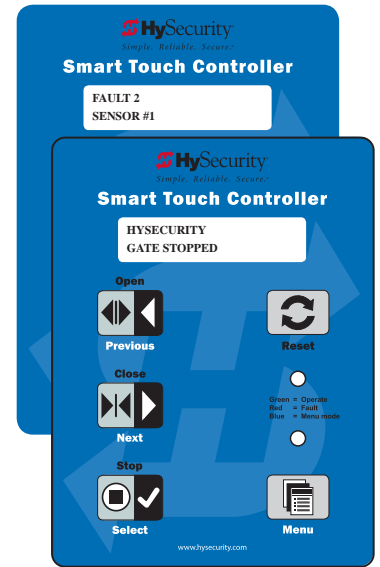 HySecurity
Simple. Reliable. Secure.
Smart Touch Controller
FAULT 2
SENSOR #1
HySecurity
Simple. Reliable. Secure.
Smart Touch Controller
HYSECURITY
GATE STOPPED
Open
Previous
Reset
Close
Next
Green = Operate
Red = Fault
Blue = Menu mode
Stop
Select
Menu
www.hysecurity.com